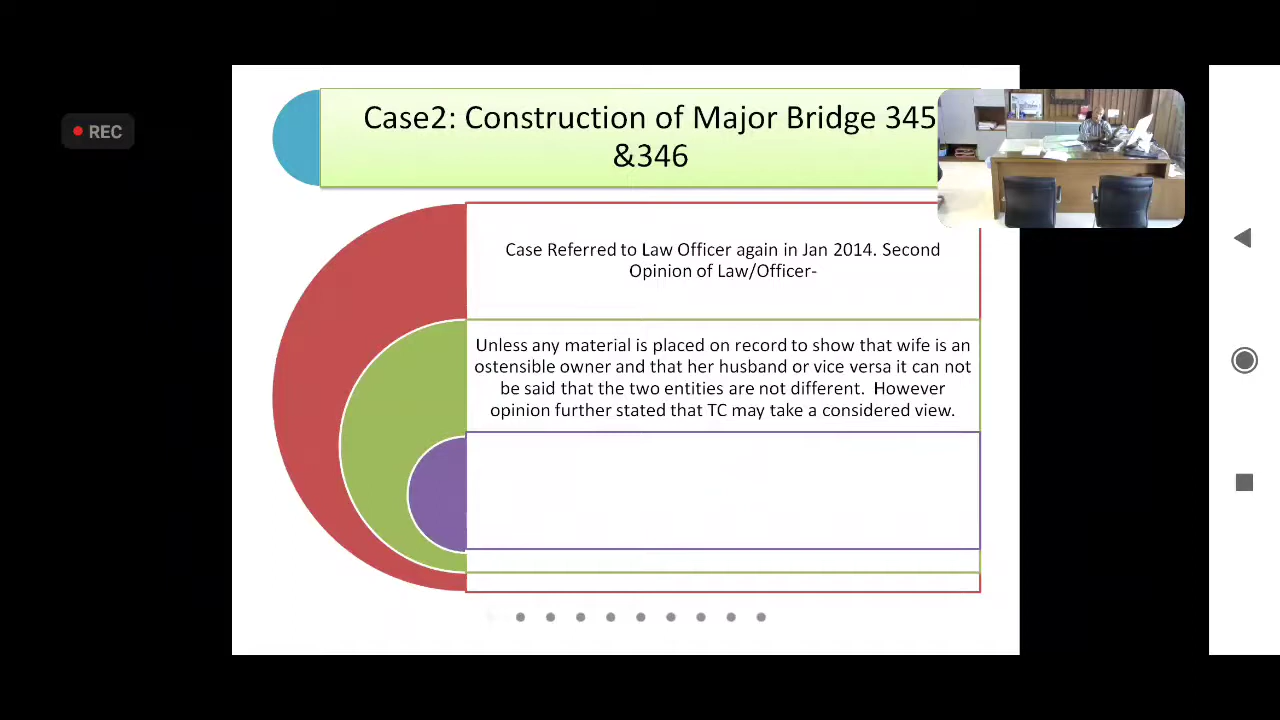 REC
Case2: Construction of Major Bridge 345
&346
Case Referred to Law Officer again in Jan 2014. Second
Opinion of Law/Officer-
Unless any material is placed on record to show that wife is an
ostensible owner and that her husband or vice versa it can not
be said that the two entities are not different. However
opinion further stated that TC may take a considered view.